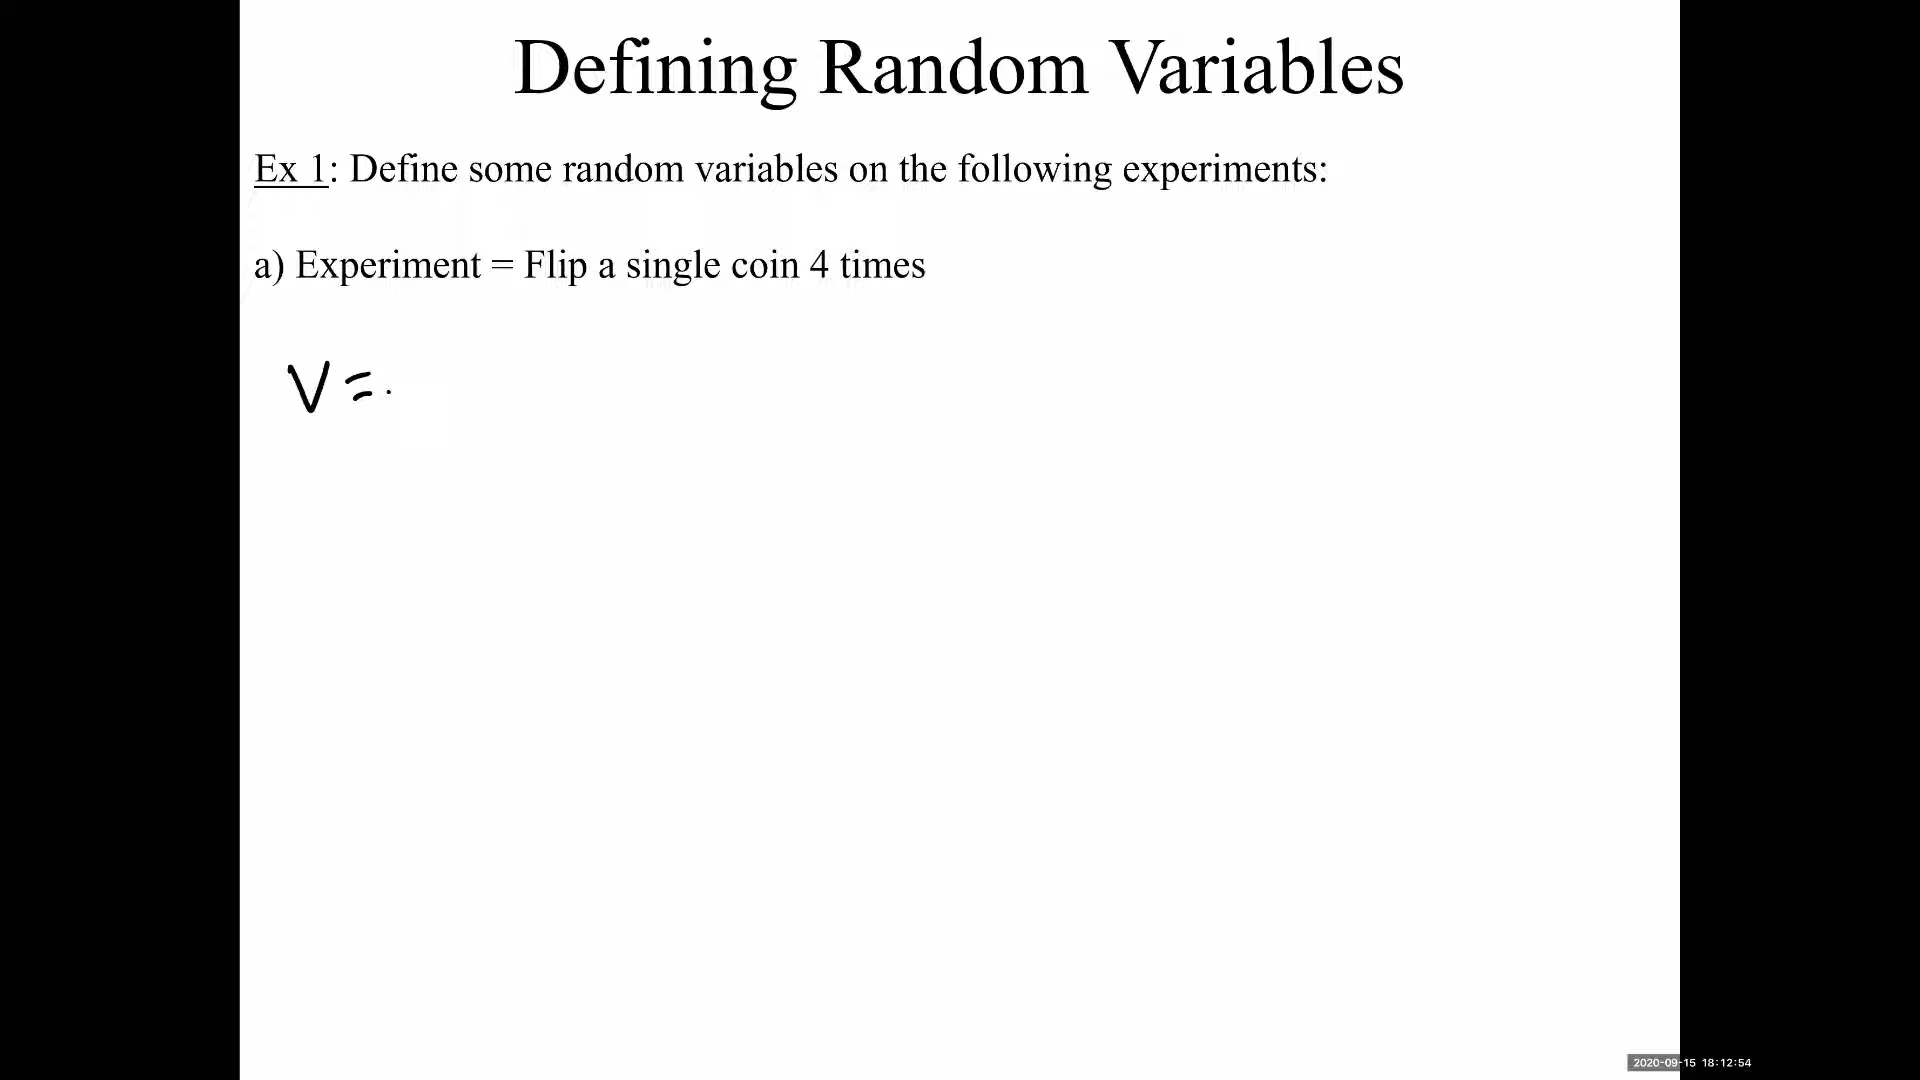 Defining Random Variables
Ex 1: Define some random variables on the following experiments:
a) Experiment = Flip a single coin 4 times
V =
2020-09-15 18:12:54